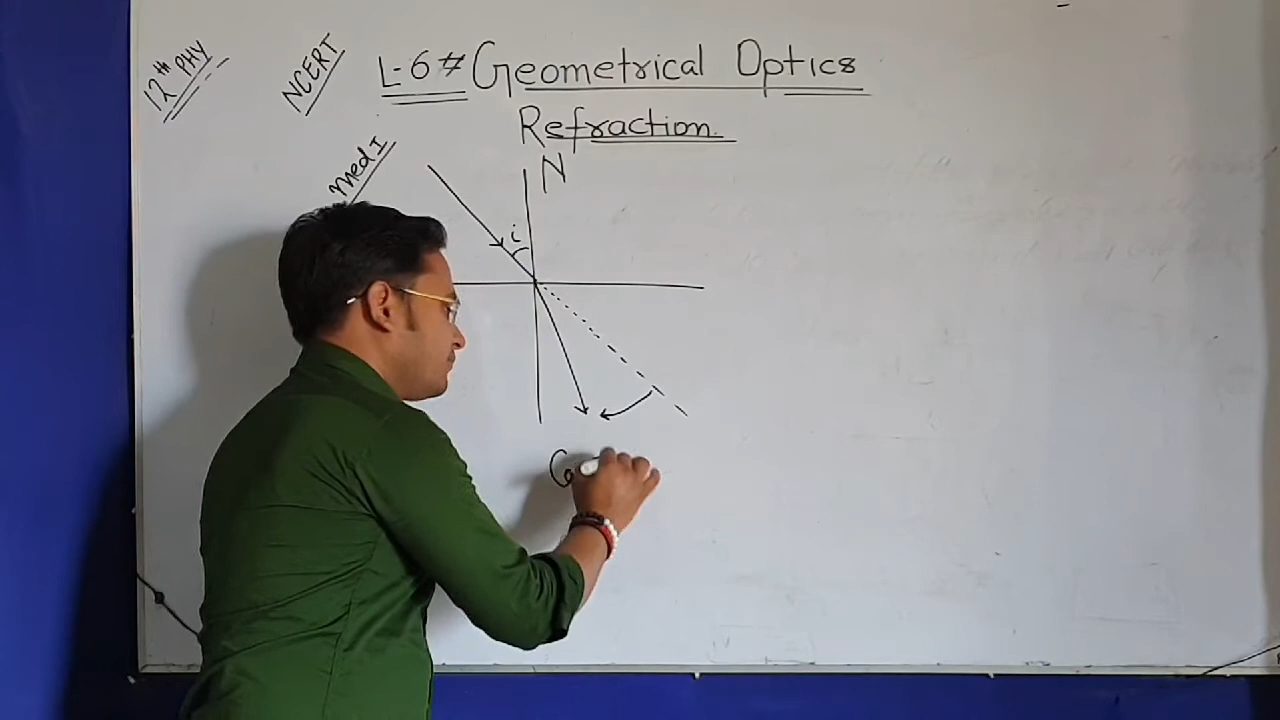 12th PHY
NCERT
L-6 # Geometrical Optics
Refraction.
Med I
N
i